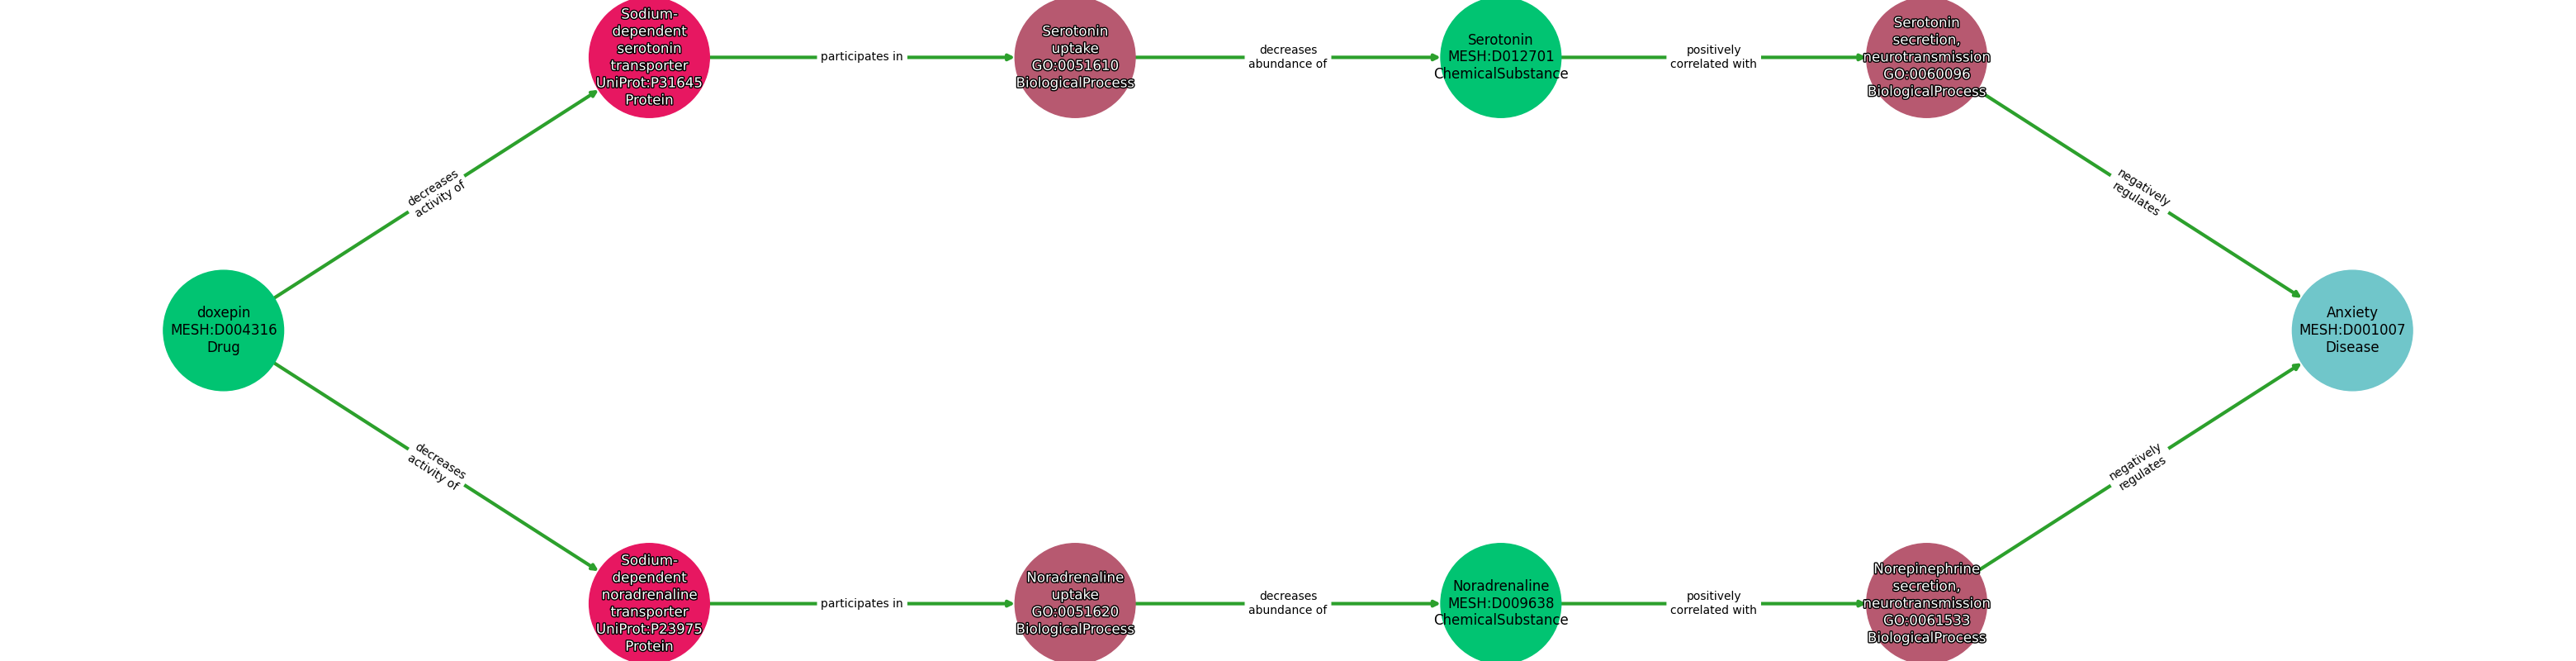 Sodium-
dependent
serotonin
transporter
UniProt:P31645
Protein
participates in
Serotonin
uptake
GO:0051610
BiologicalProcess
decreases
abundance of
Serotonin
MESH:D012701
ChemicalSubstance
positively
correlated with
Serotonin
secretion,
neurotransmission
GO:0060096
BiologicalProcess
decreases
activity of
negatively
regulates
doxepin
MESH:D004316
Drug
Anxiety
MESH:D001007
Disease
decreases
activity of
negatively
regulates
Sodium-
dependent
noradrenaline
transporter
UniProt:P23975
Protein
participates in
Noradrenaline
uptake
GO:0051620
BiologicalProcess
decreases
abundance of
Noradrenaline
MESH:D009638
ChemicalSubstance
positively
correlated with
Norepinephrine
secretion,
neurotransmission
GO:0061533
BiologicalProcess